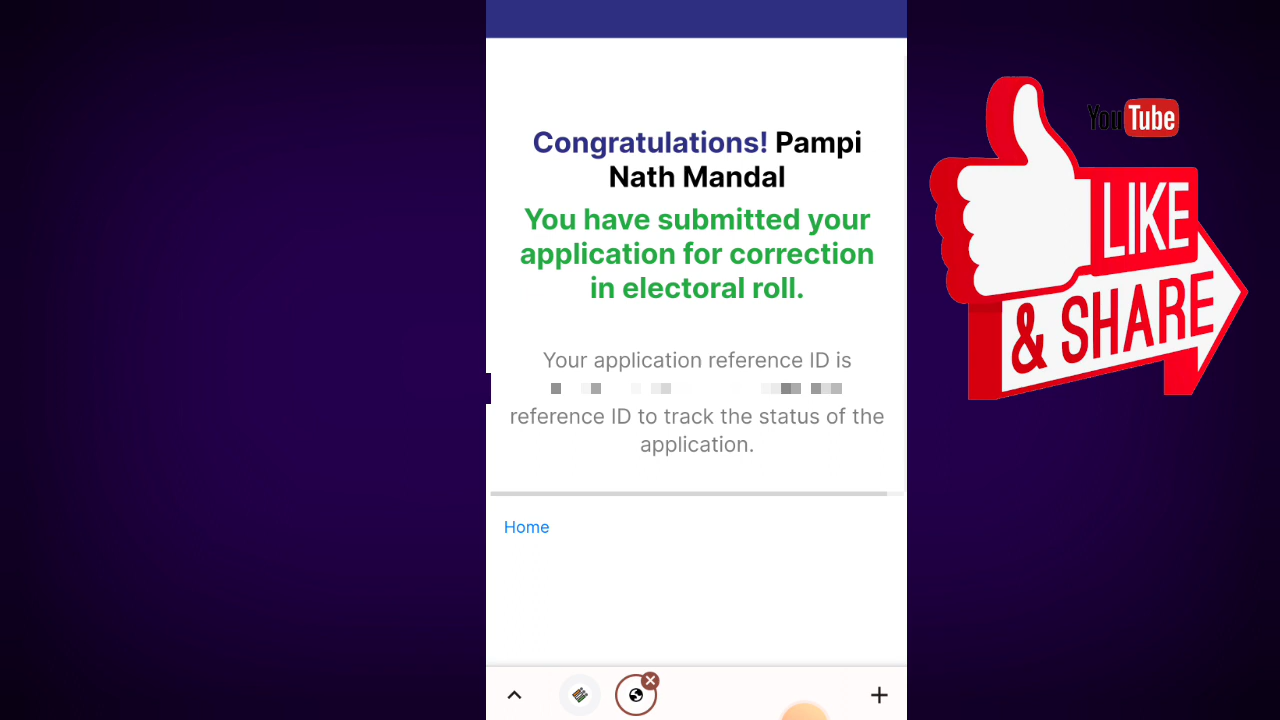 Congratulations! Pampi
Nath Mandal
You have submitted your
application for correction
in electoral roll.
Your application reference ID is
reference ID to track the status of the
application.
Home
YouTube
LIKE
& SHARE